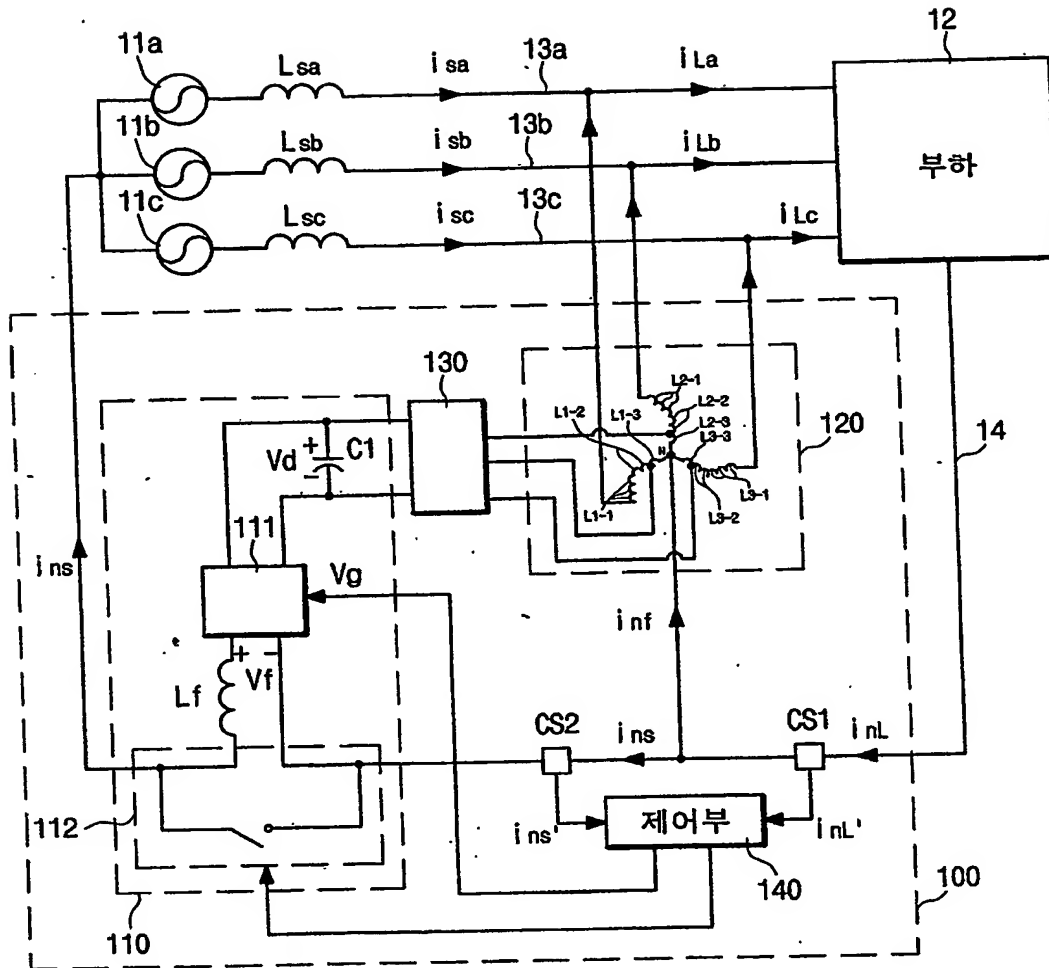 11a
Lsa
isa
13a
iLa
12
11b
Lsb
isb
13b
iLb
부하
11c
Lsc
isc
13c
iLc
130
L2-1
L2-2
L2-3
L1-2
L1-3
N
L3-3
L3-1
L1-1
L3-2
120
14
+
Vd
-
C1
111
ins
Vg
inf
+
-
Vf
Lf
CS2
ins
CS1
inL
112
ins'
제어부
inL'
140
110
100